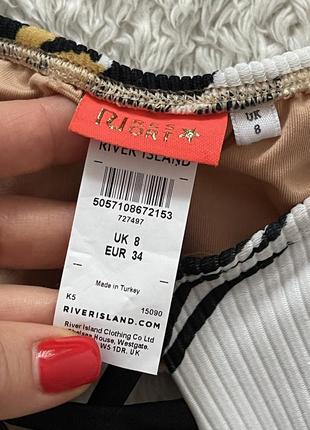 RI RESORT
UK
8
RIVER ISLAND
5057108672153
727497
UK 8
EUR 34
Made in Turkey
K5 15090
RIVERISLAND.COM
River Island Clothing Co Ltd
Chelsea House, Westgate,
W5 1DR. UK